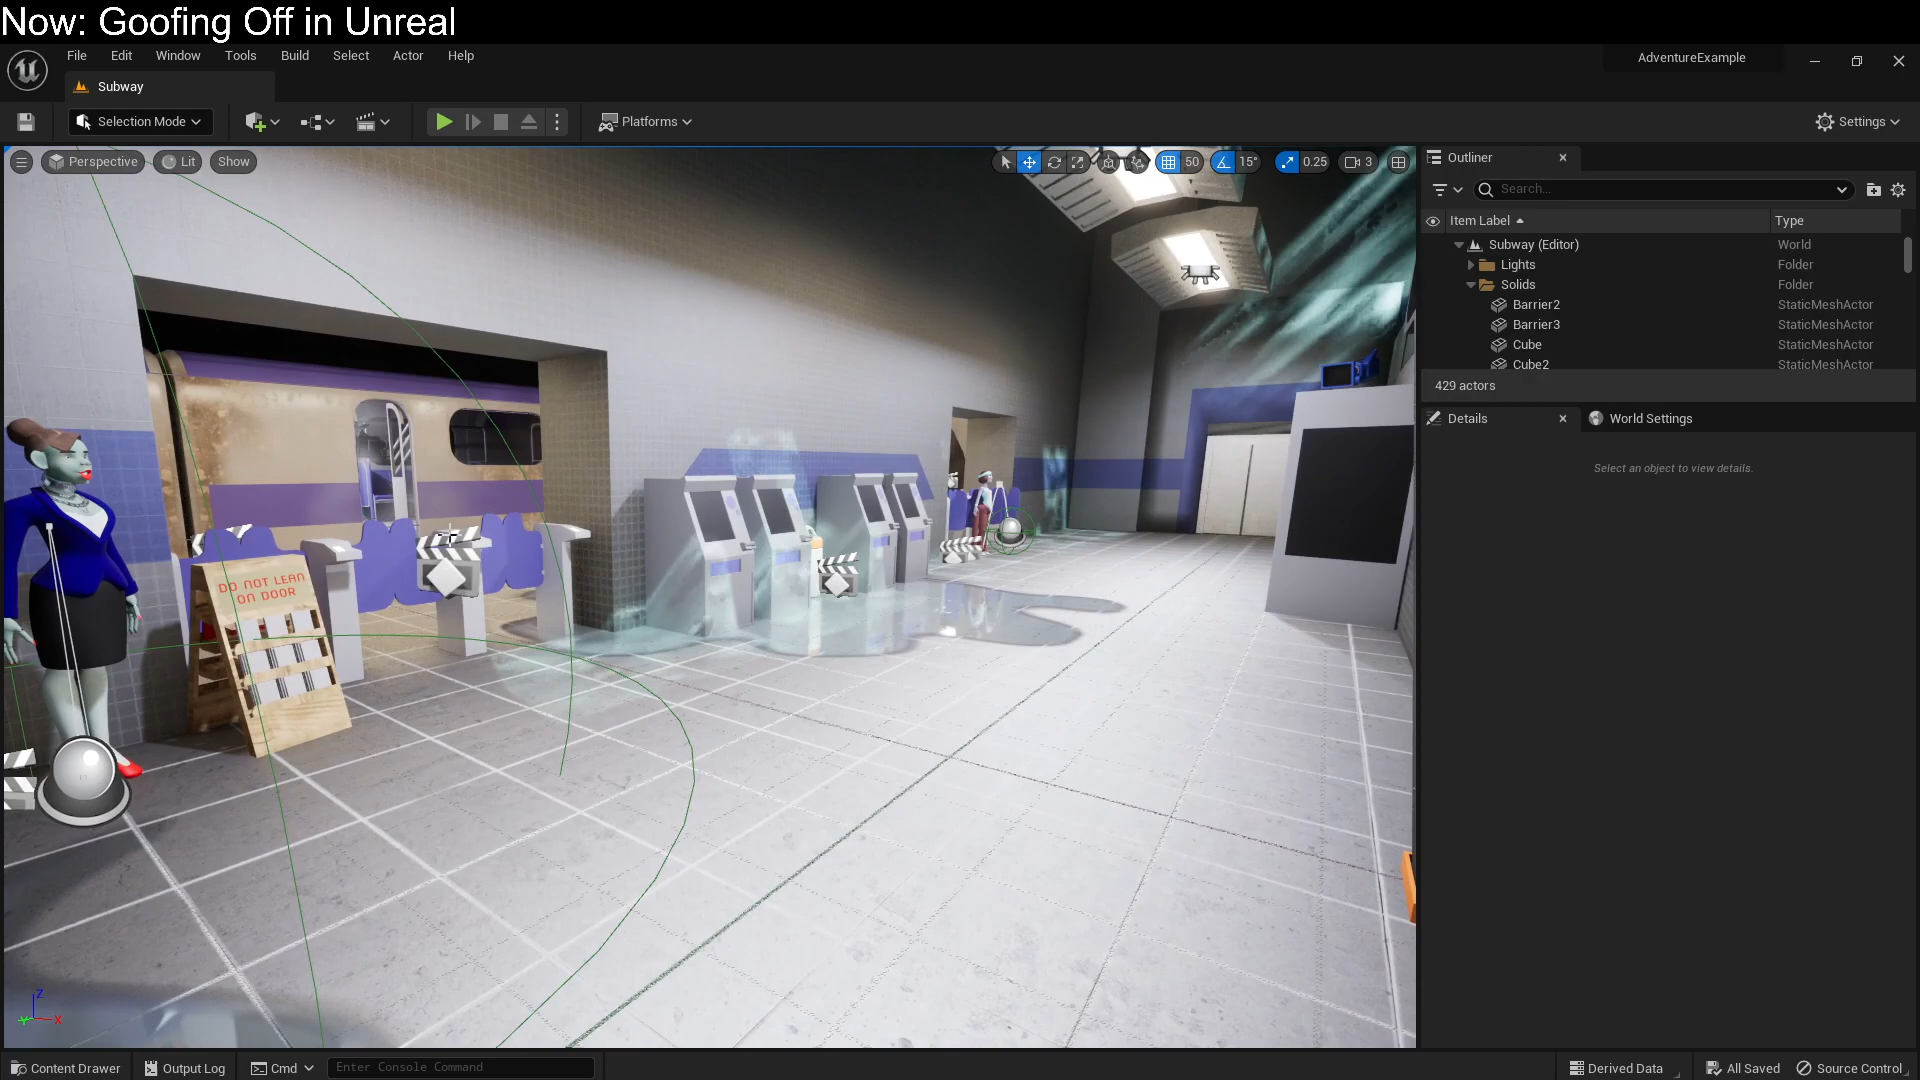 Now: Goofing Off in Unreal
File Edit Window Tools Build Select Actor Help
AdventureExample
Subway
Selection Mode
Platforms
Settings
Perspective
Lit
Show
50
15°
0.25
3
Outliner
Search...
Item Label
Type
Subway (Editor)
World
Lights
Folder
Solids
Folder
Barrier2
StaticMeshActor
Barrier3
StaticMeshActor
Cube
StaticMeshActor
Cube2
StaticMeshActor
429 actors
Details
World Settings
Select an object to view details.
DO NOT LEAN
ON DOOR
Z
Y
X
Content Drawer
Output Log
Cmd
Enter Console Command
Derived Data
All Saved
Source Control